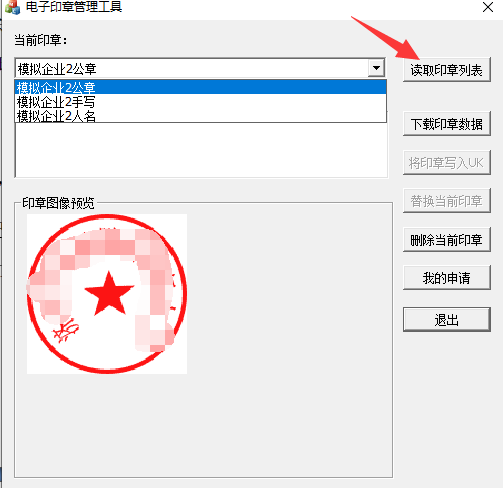 电子印章管理工具
当前印章:
模拟企业2公章
读取印章列表
模拟企业2公章
模拟企业2手写
模拟企业2人名
下载印章数据
将印章写入UK
替换当前印章
印章图像预览
删除当前印章
我的申请
退出